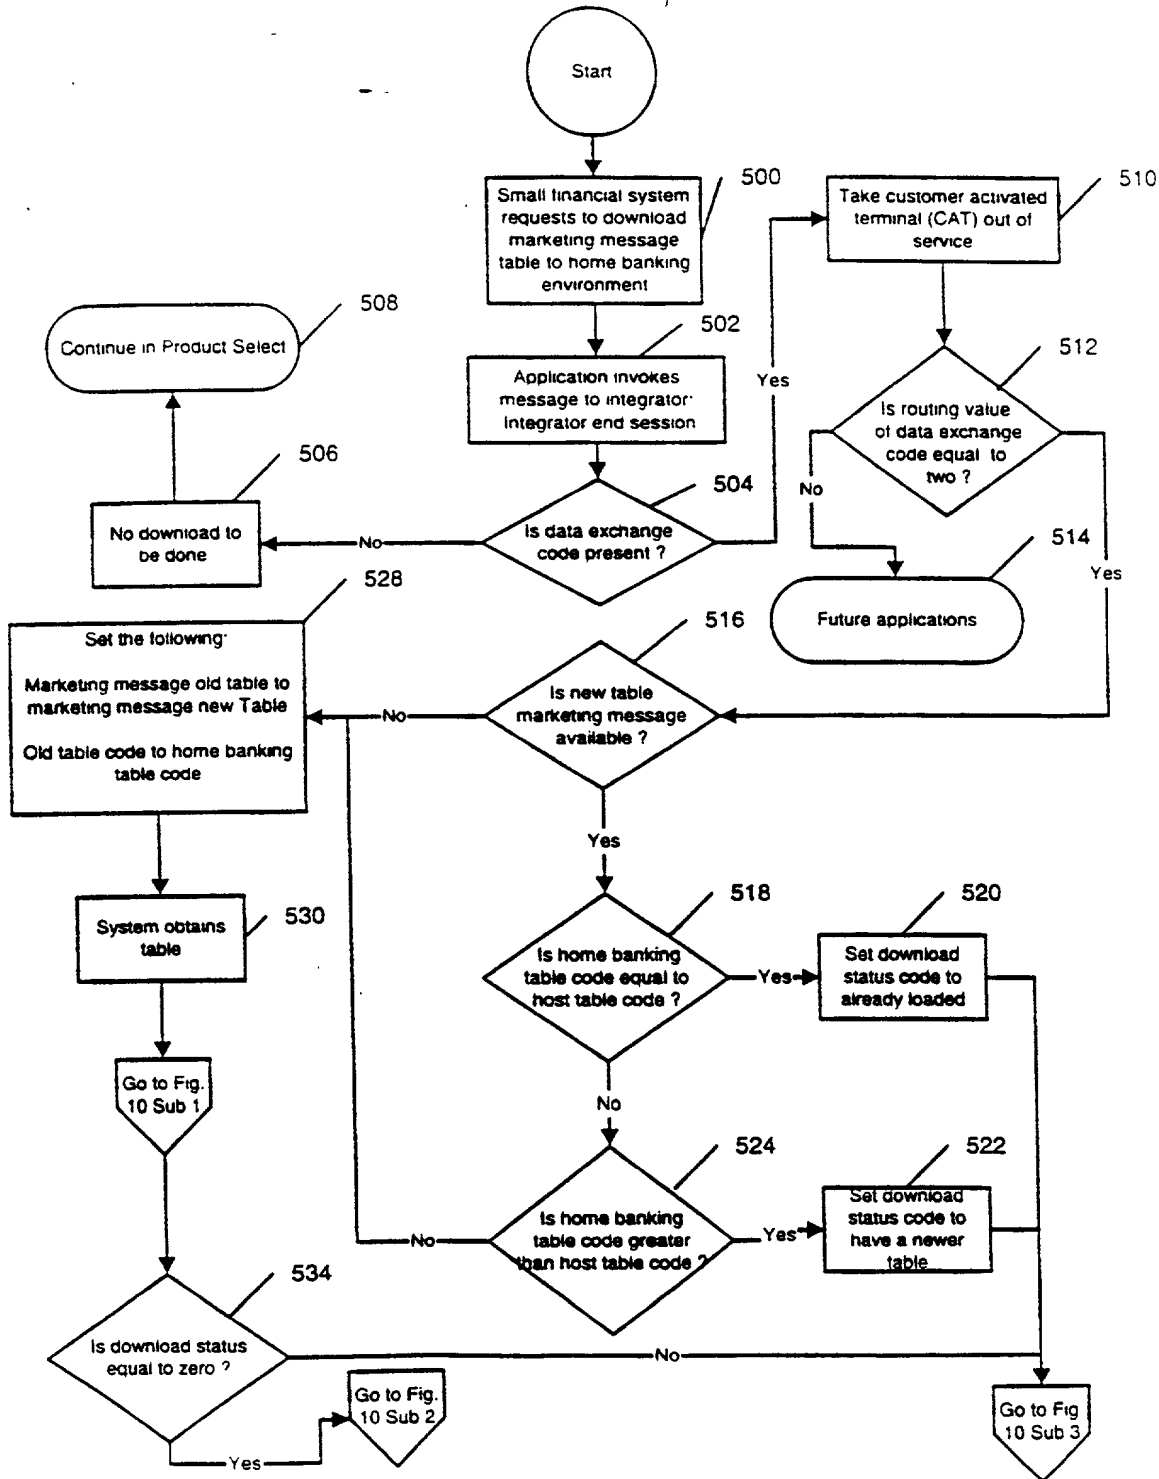 Start
500
Small financial system
requests to download
marketing message
table to home banking
environment
510
Take customer activated
terminal (CAT) out of
service
508
Continue in Product Select
502
Application invokes
message to integrator:
Integrator end session
Yes
512
Is routing value
of data exchange
code equal to
two ?
506
No download to
be done
504
Is data exchange
code present ?
No
No
Yes
514
Future applications
528
Set the following:
Marketing message old table to
marketing message new Table
Old table code to home banking
table code
516
Is new table
marketing message
available ?
No
Yes
530
System obtains
table
518
Is home banking
table code equal to
host table code ?
Yes
520
Set download
status code to
already loaded
No
Go to Fig.
10 Sub 1
524
Is home banking
table code greater
than host table code ?
No
Yes
522
Set download
status code to
have a newer
table
534
Is download status
equal to zero ?
No
Yes
Go to Fig.
10 Sub 2
Go to Fig
10 Sub 3